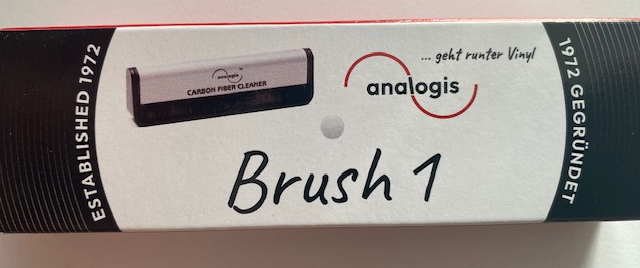 ESTABLISHED 1972
analogis
CARBON FIBER CLEANER
... geht runter Vinyl
analogis
Brush 1
1972 GEGRÜNDET